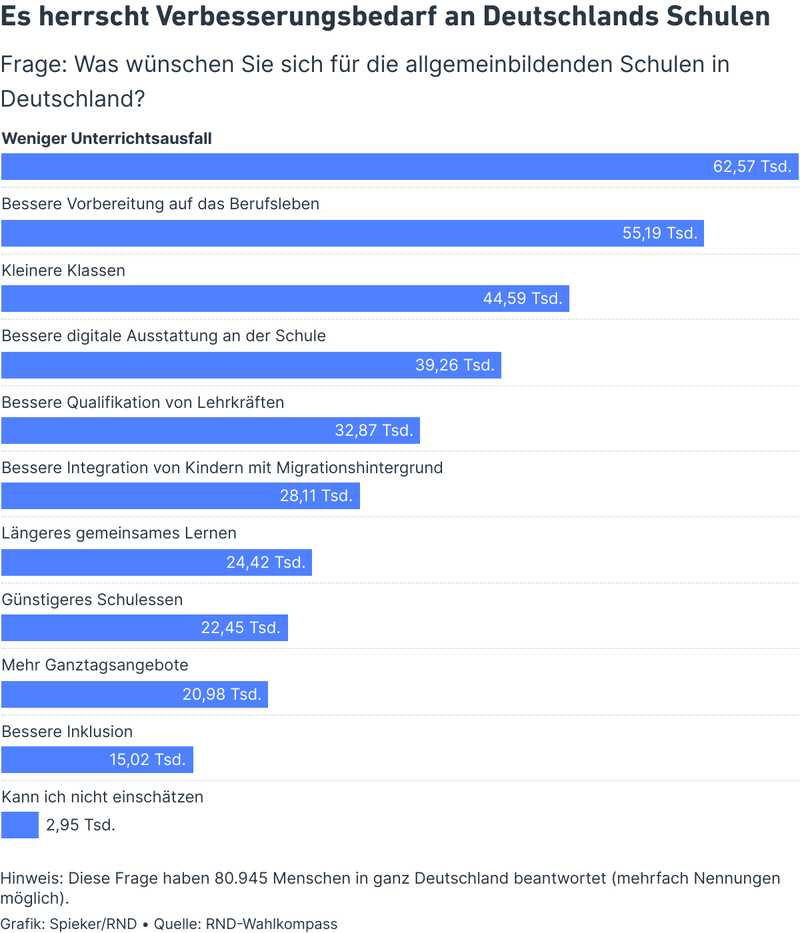 Es herrscht Verbesserungsbedarf an Deutschlands Schulen
Frage: Was wünschen Sie sich für die allgemeinbildenden Schulen in
Deutschland?
Weniger Unterrichtsausfall
62,57 Tsd.
Bessere Vorbereitung auf das Berufsleben
55,19 Tsd.
Kleinere Klassen
44,59 Tsd.
Bessere digitale Ausstattung an der Schule
39,26 Tsd.
Bessere Qualifikation von Lehrkräften
32,87 Tsd.
Bessere Integration von Kindern mit Migrationshintergrund
28,11 Tsd.
Längeres gemeinsames Lernen
24,42 Tsd.
Günstigeres Schulessen
22,45 Tsd.
Mehr Ganztagsangebote
20,98 Tsd.
Bessere Inklusion
15,02 Tsd.
Kann ich nicht einschätzen
2,95 Tsd.
Hinweis: Diese Frage haben 80.945 Menschen in ganz Deutschland beantwortet (mehrfach Nennungen
möglich).
Grafik: Spieker/RND • Quelle: RND-Wahlkompass